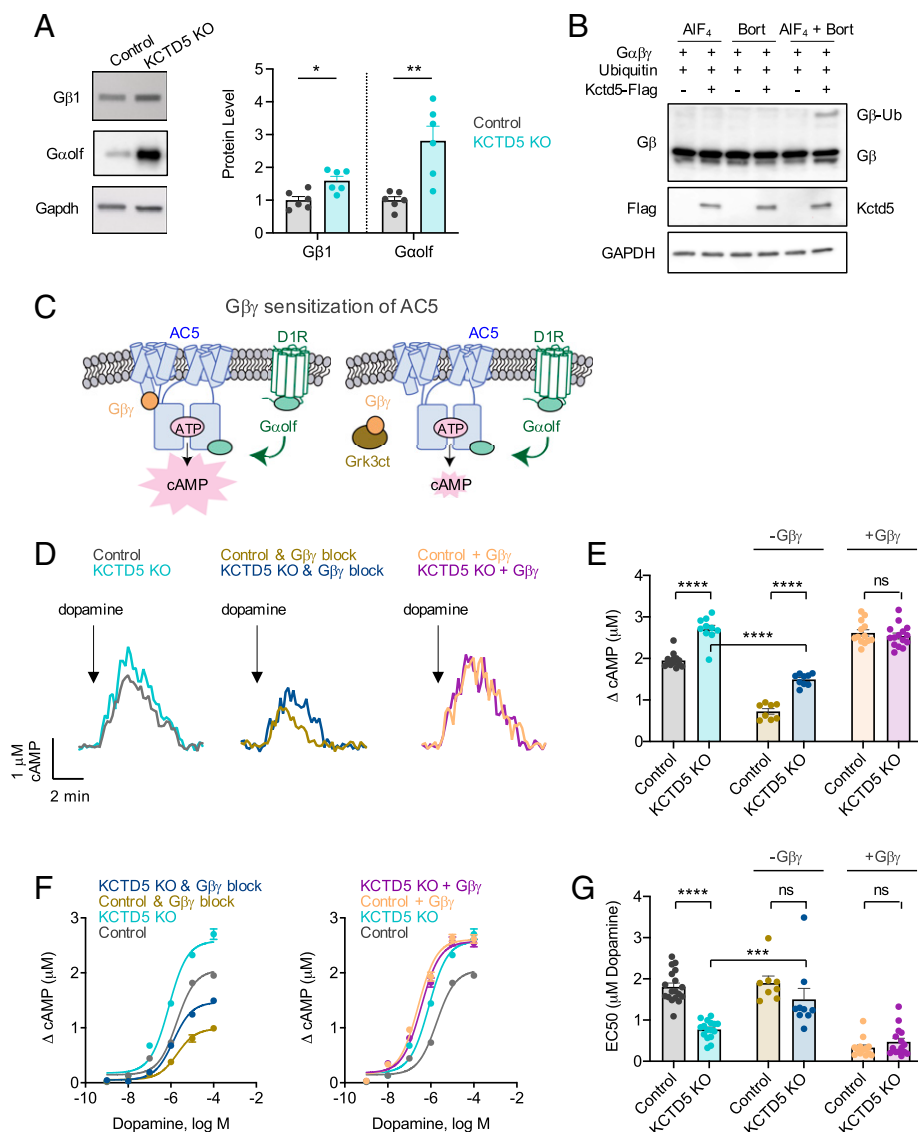 A
Control
KCTD5 KO
Gβ1
Gαolf
Gapdh
Protein Level
5
4
3
2
1
0
*
**
Control
KCTD5 KO
Gβ1
Gαolf
B
AlF4
Bort
AlF4 + Bort
Gαβγ + + + + + +
Ubiquitin + + + + + +
Kctd5-Flag - + - + - +
Gβ
Gβ-Ub
Gβ
Flag
Kctd5
GAPDH
C
Gβγ sensitization of AC5
AC5
D1R
Gβγ
ATP
Gαolf
cAMP
AC5
D1R
Gβγ
ATP
Gαolf
Grk3ct
cAMP
D
Control
KCTD5 KO
Control & Gβγ block
KCTD5 KO & Gβγ block
Control + Gβγ
KCTD5 KO + Gβγ
dopamine
dopamine
dopamine
1 μM
cAMP
2 min
E
-Gβγ
+Gβγ
Δ cAMP (μM)
4
3
2
1
0
****
****
****
ns
Control
KCTD5 KO
Control
KCTD5 KO
Control
KCTD5 KO
F
KCTD5 KO & Gβγ block
Control & Gβγ block
KCTD5 KO
Control
Δ cAMP (μM)
3
2
1
0
-10 -8 -6 -4 -2
Dopamine, log M
KCTD5 KO + Gβγ
Control + Gβγ
KCTD5 KO
Control
Δ cAMP (μM)
3
2
1
0
-10 -8 -6 -4 -2
Dopamine, log M
G
-Gβγ
+Gβγ
EC50 (μM Dopamine)
4
3
2
1
0
****
***
ns
ns
Control
KCTD5 KO
Control
KCTD5 KO
Control
KCTD5 KO